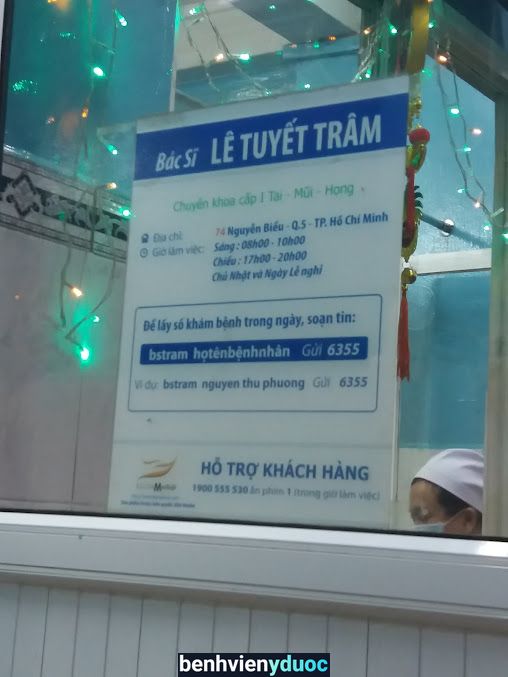 Bác Sĩ LÊ TUYẾT TRÂM
Chuyên khoa cấp I Tai - Mũi - Họng
Địa chỉ: 74 Nguyễn Biểu - Q.5 - TP. Hồ Chí Minh
Giờ làm việc: Sáng : 08h00 - 10h00
Chiều : 17h00 - 20h00
Chủ Nhật và Ngày Lễ nghỉ
Để lấy số khám bệnh trong ngày, soạn tin:
bstram họtênbệnhnhân Gửi 6355
Ví dụ: bstram nguyen thu phuong Gửi 6355
HỖ TRỢ KHÁCH HÀNG
1900 555 530 ấn phím 1 (trong giờ làm việc)
benhvienyduoc